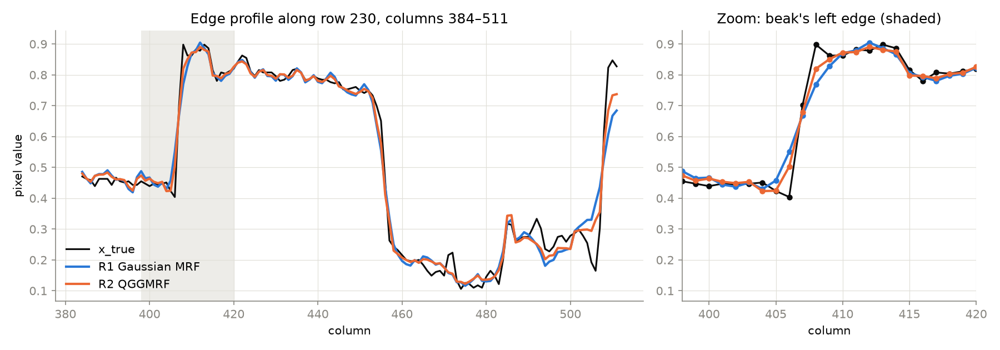 Edge profile along row 230, columns 384–511
0.9
0.8
0.7
0.6
0.5
0.4
0.3
0.2
0.1
pixel value
x_true
R1 Gaussian MRF
R2 QGGMRF
380 400 420 440 460 480 500
column
Zoom: beak's left edge (shaded)
0.9
0.8
0.7
0.6
0.5
0.4
0.3
0.2
0.1
400 405 410 415 420
column